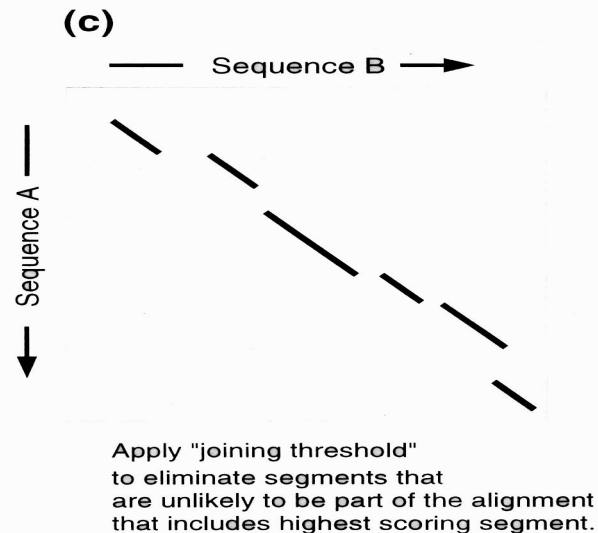 (c)
Sequence B
Sequence A
Apply "joining threshold"
to eliminate segments that
are unlikely to be part of the alignment
that includes highest scoring segment.